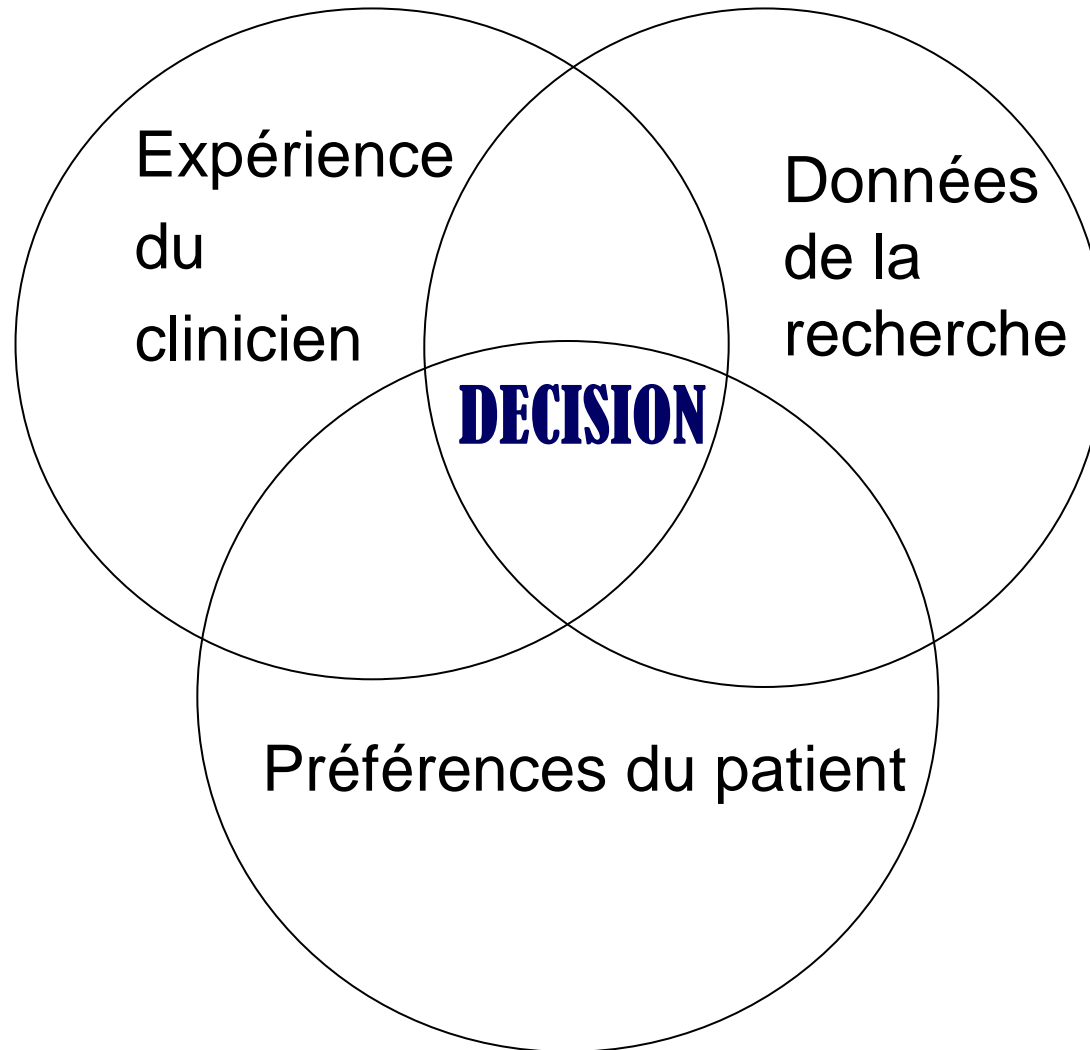 Expérience
du
clinicien
Données
de la
recherche
DECISION
Préférences du patient